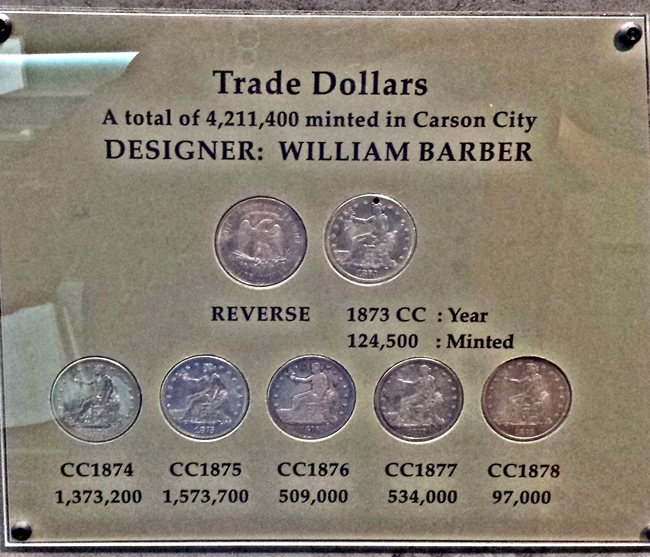 Trade Dollars
A total of 4,211,400 minted in Carson City
DESIGNER: WILLIAM BARBER
REVERSE
1873 CC : Year
124,500 : Minted
CC1874 CC1875 CC1876 CC1877 CC1878
1,373,200 1,573,700 509,000 534,000 97,000